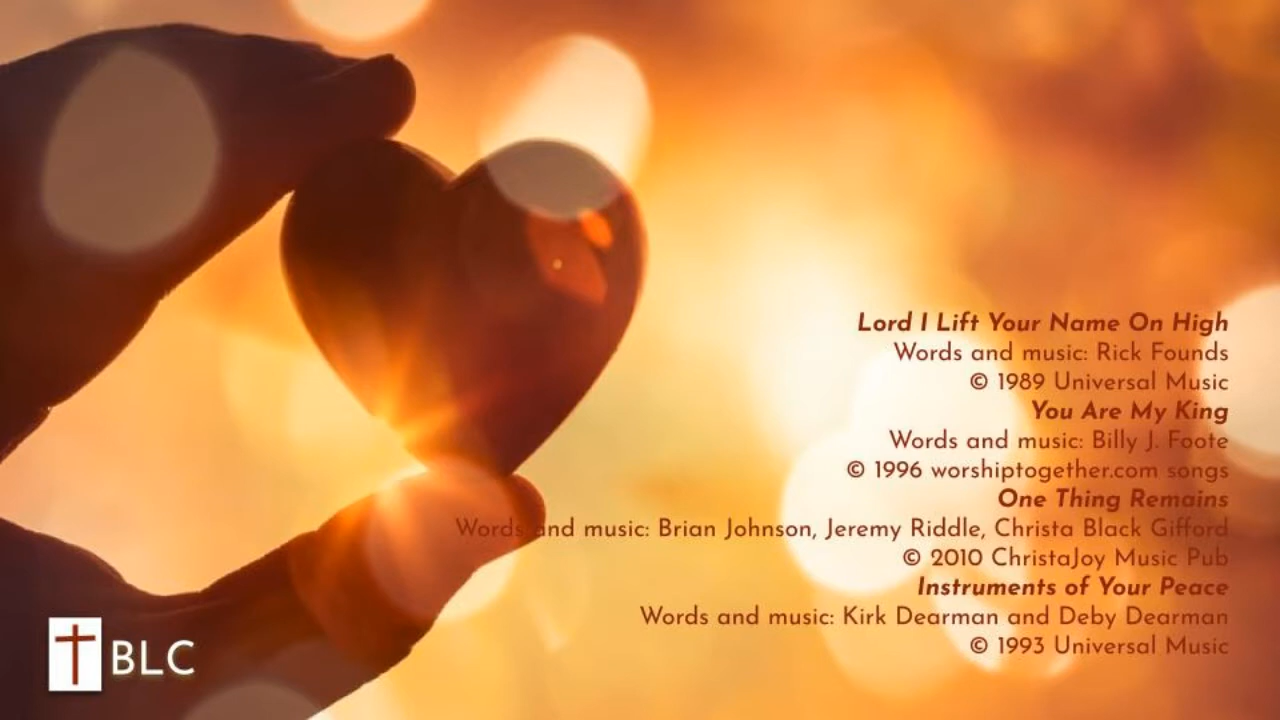 Lord I Lift Your Name On High
Words and music: Rick Founds
© 1989 Universal Music
You Are My King
Words and music: Billy J. Foote
© 1996 worshiptogether.com songs
One Thing Remains
Words and music: Brian Johnson, Jeremy Riddle, Christa Black Gifford
© 2010 ChristaJoy Music Pub
Instruments of Your Peace
Words and music: Kirk Dearman and Deby Dearman
© 1993 Universal Music
BLC